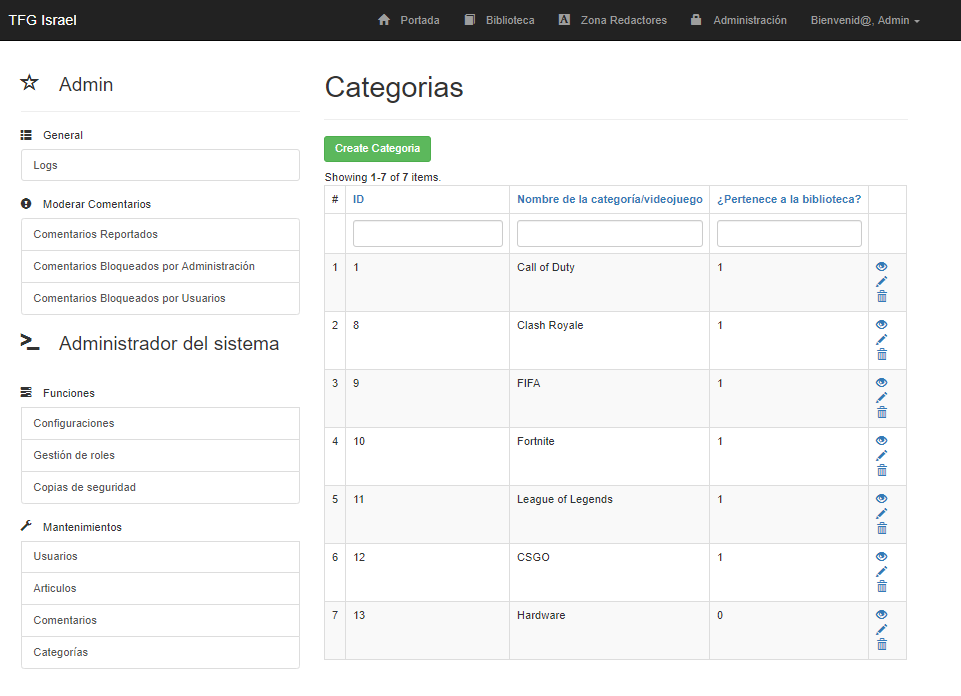 TFG Israel Portada Biblioteca Zona Redactores Administración Bienvenid@, Admin
Admin
General
Logs
Moderar Comentarios
Comentarios Reportados
Comentarios Bloqueados por Administración
Comentarios Bloqueados por Usuarios
Administrador del sistema
Funciones
Configuraciones
Gestión de roles
Copias de seguridad
Mantenimientos
Usuarios
Articulos
Comentarios
Categorías
Categorias
Create Categoria
Showing 1-7 of 7 items.
# ID Nombre de la categoría/videojuego ¿Pertenece a la biblioteca?
1 1 Call of Duty 1
2 8 Clash Royale 1
3 9 FIFA 1
4 10 Fortnite 1
5 11 League of Legends 1
6 12 CSGO 1
7 13 Hardware 0